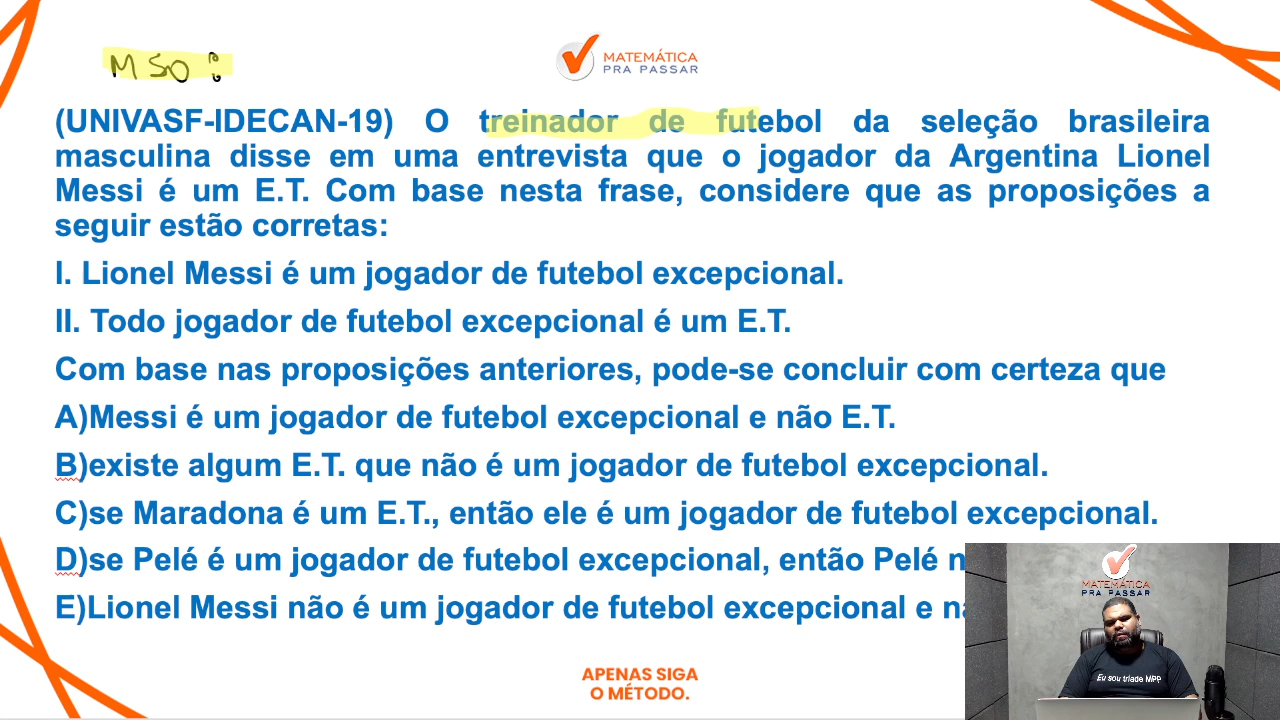 MSO:
MATEMÁTICA
PRA PASSAR
(UNIVASF-IDECAN-19) O treinador de futebol da seleção brasileira
masculina disse em uma entrevista que o jogador da Argentina Lionel
Messi é um E.T. Com base nesta frase, considere que as proposições a
seguir estão corretas:
I. Lionel Messi é um jogador de futebol excepcional.
II. Todo jogador de futebol excepcional é um E.T.
Com base nas proposições anteriores, pode-se concluir com certeza que
A)Messi é um jogador de futebol excepcional e não E.T.
B)existe algum E.T. que não é um jogador de futebol excepcional.
C)se Maradona é um E.T., então ele é um jogador de futebol excepcional.
D)se Pelé é um jogador de futebol excepcional, então Pelé
E)Lionel Messi não é um jogador de futebol excepcional e
MATEMÁTICA
PRA PASSAR
Eu sou tríade MPP
APENAS SIGA
O MÉTODO.